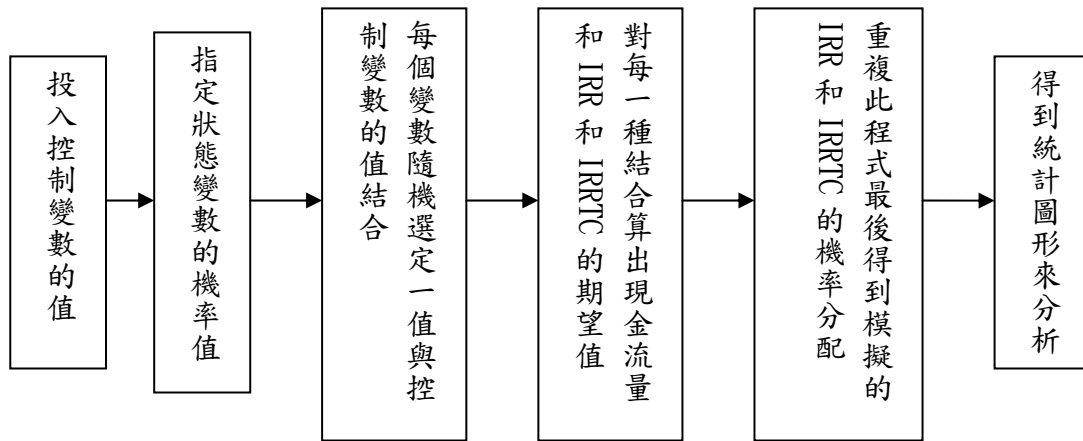 投入控制變數的值
指定狀態變數的機率值
每個變數隨機選定一值與控
制變數的值結合
對每一種結合算出現金流量
和 IRR 和 IRRTC 的期望值
重複此程式最後得到模擬的
IRR 和 IRRTC 的機率分配
得到統計圖形來分析